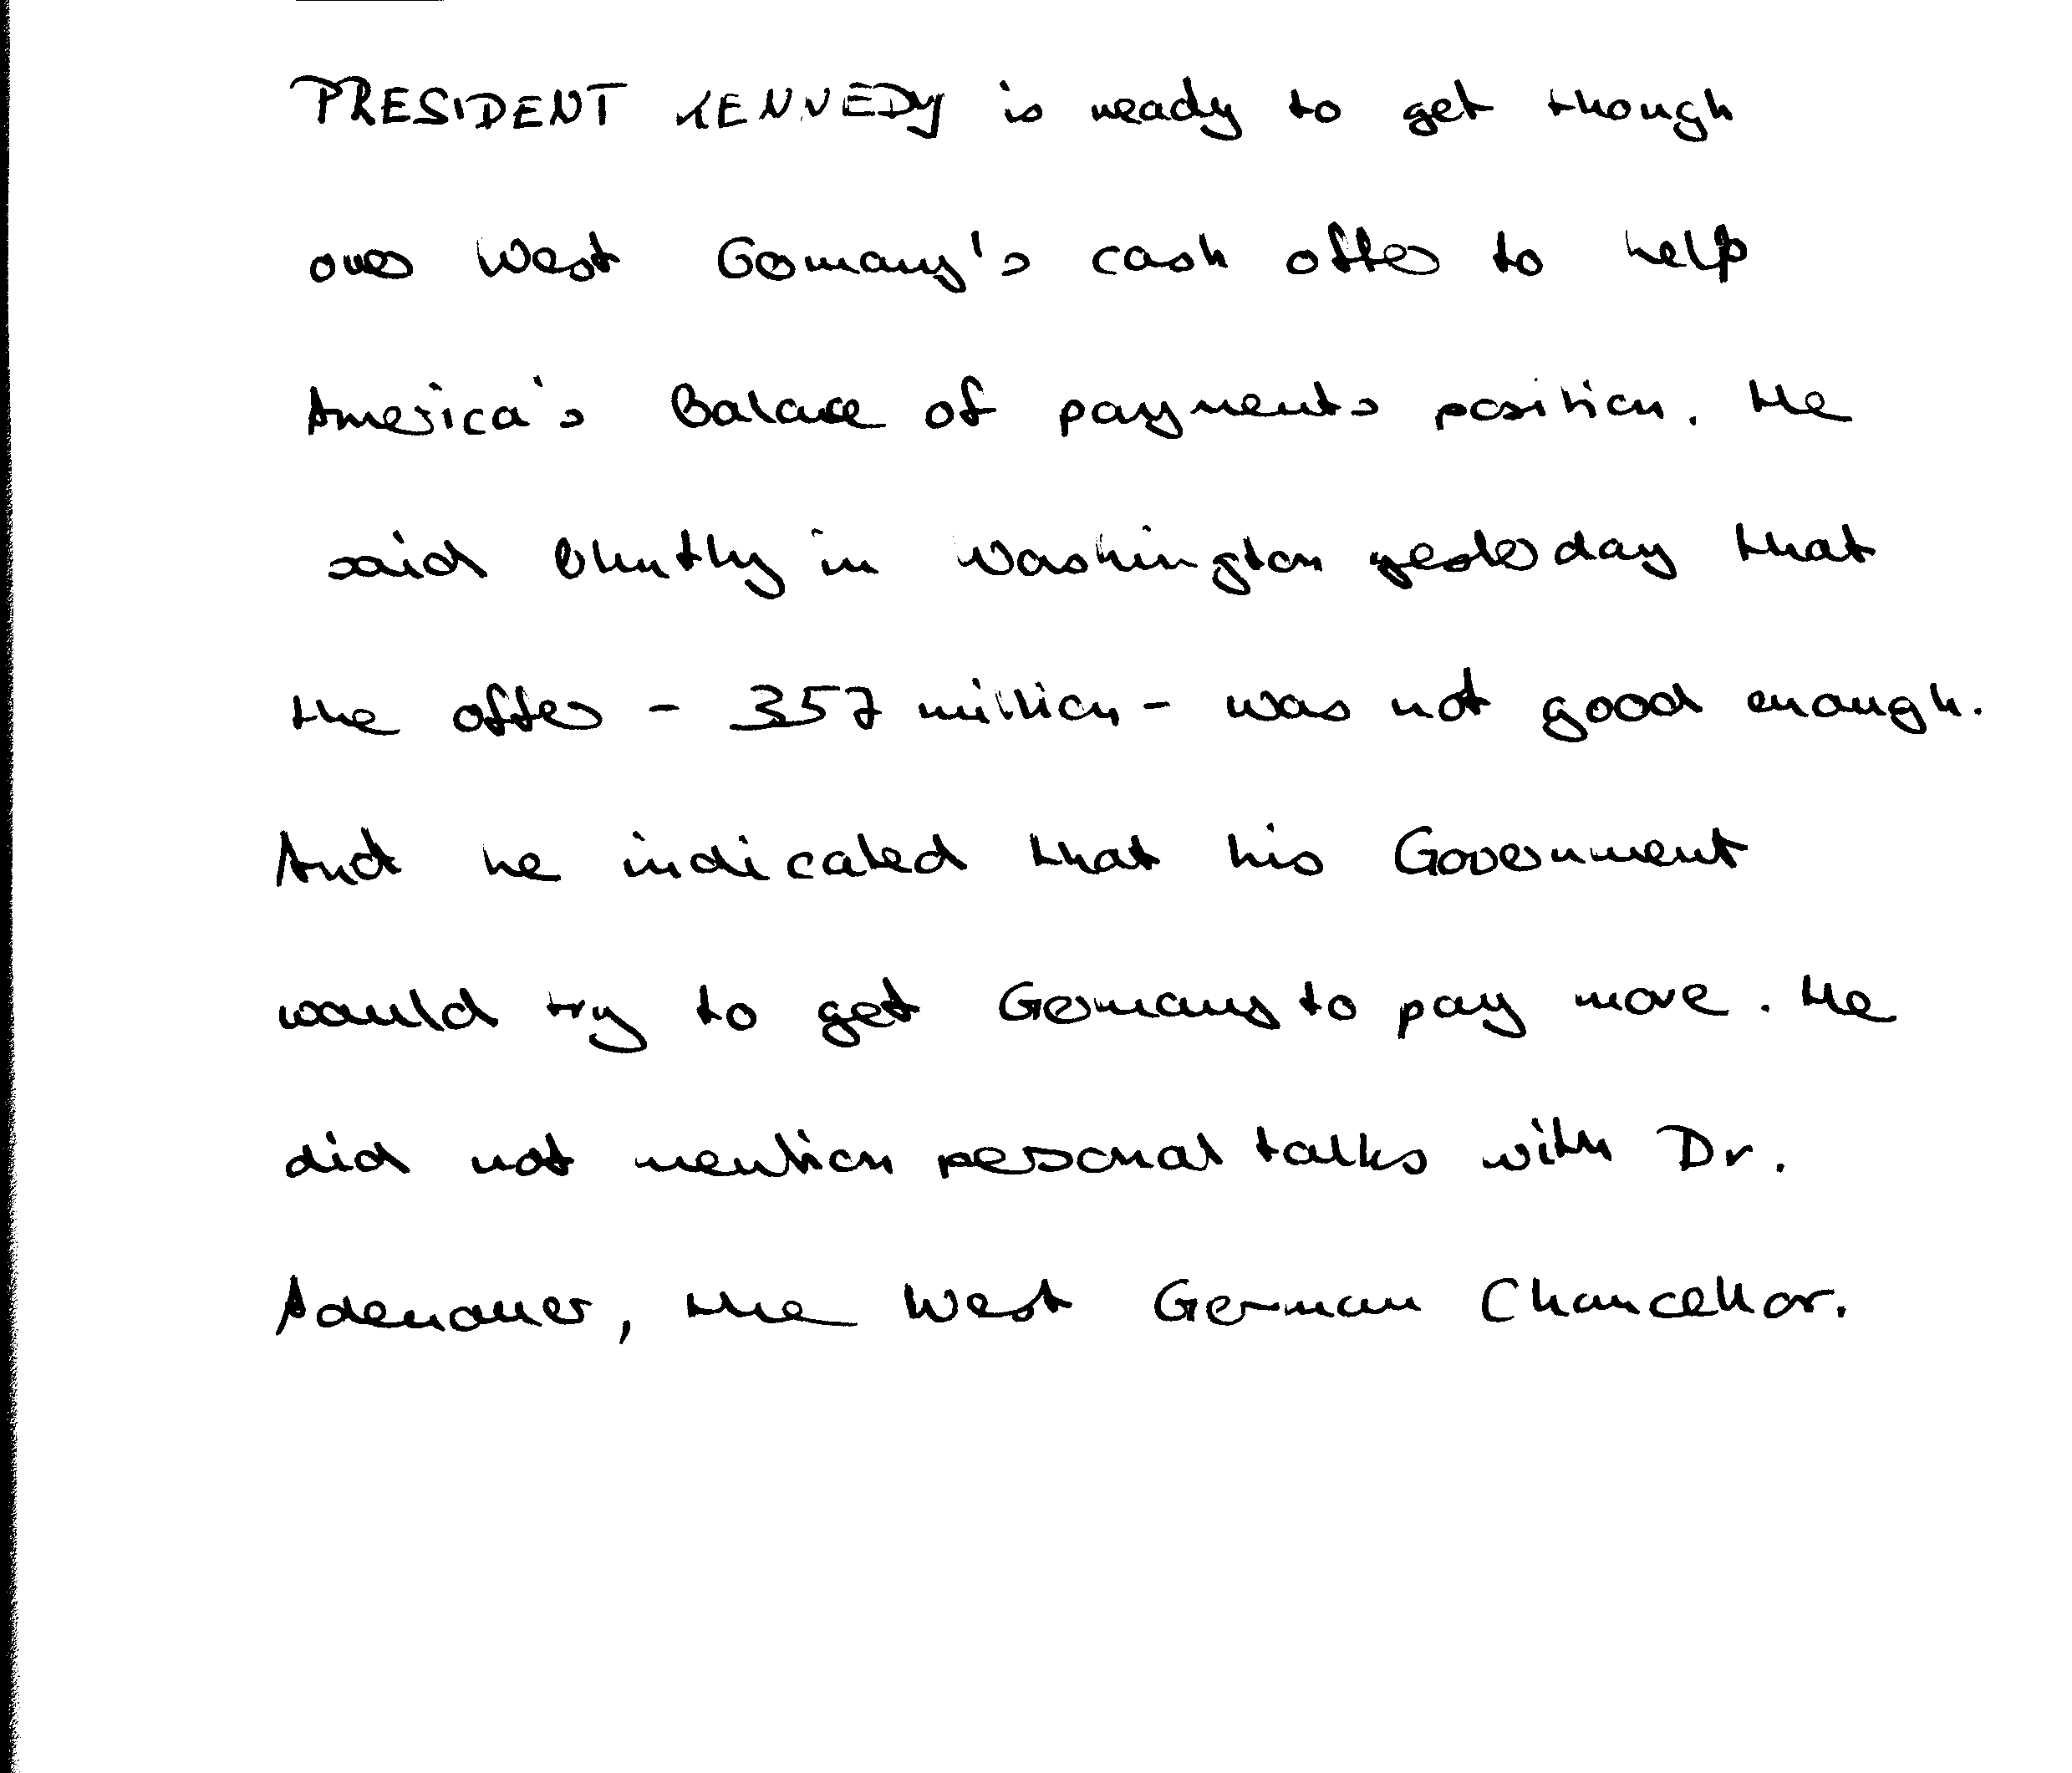 PRESIDENT KENNEDY is ready to get though
over West Germany's cash offer to help
America's Balance of payments position. He
said bluntly in Washington yesterday that
the offer - 357 million - was not good enough.
And he indicated that his Government
would try to get Germany to pay more. He
did not mention personal talks with Dr.
Adenauer, the West German Chancellor.